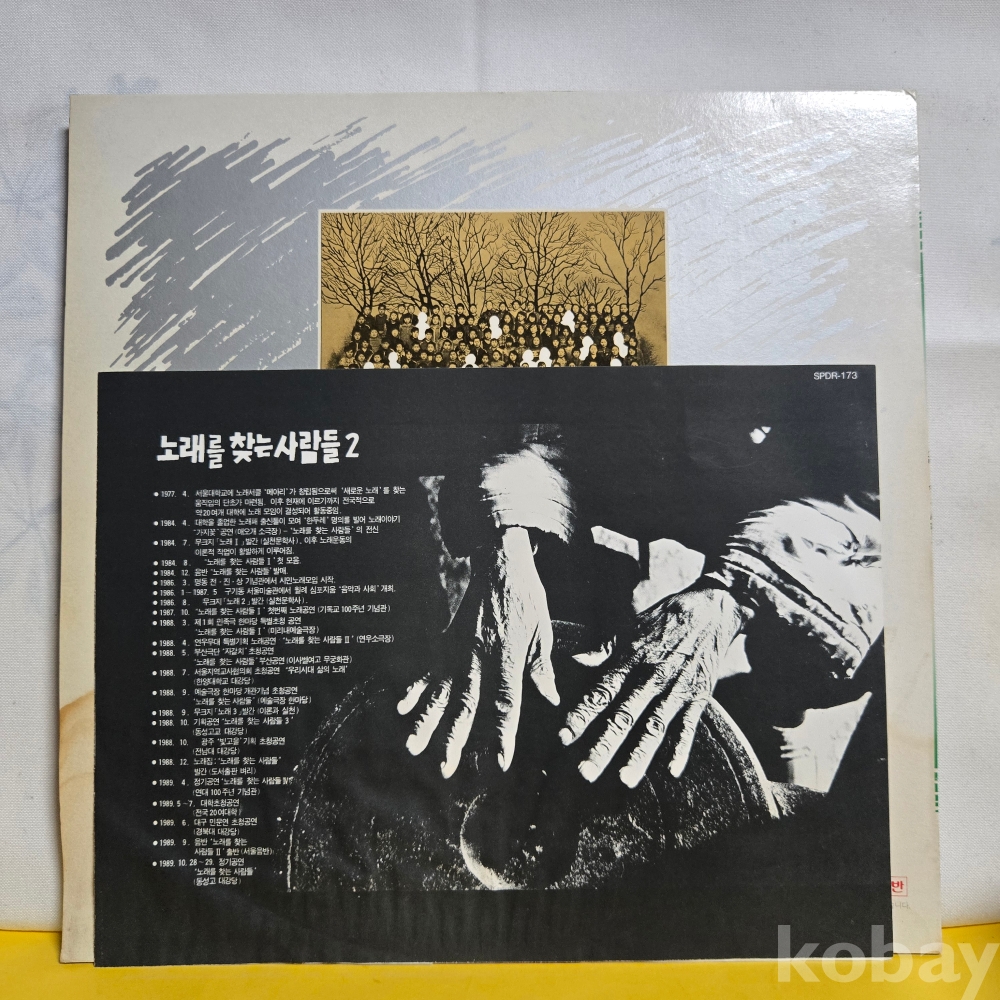 SPDR-173
노래를 찾는사람들 2
● 1977. 4. 서울대학교에 노래서클 "메아리"가 창립됨으로써 "새로운 노래"를 찾는
움직임의 단초가 마련됨. 이후 현재에 이르기까지 전국적으로
약20여개 대학에 노래 모임이 결성되어 활동중임.
● 1984. 4. 대학을 졸업한 노래패 출신들이 모여 "한두레" 명의를 빌어 노래이야기
"가지꽃" 공연(애오개 소극장) - "노래를 찾는 사람들"의 전신
● 1984. 7. 무크지「노래 I」발간(실천문학사), 이후 노래운동의
이론적 작업이 활발하게 이루어짐.
● 1984. 8. "노래를 찾는 사람들 I" 첫 모음.
● 1984. 12. 음반 "노래를 찾는 사람들" 발매.
● 1986. 3. 명동 전·진·상 기념관에서 시민노래모임 시작.
● 1986. 1 ~ 1987. 5 구기동 서울미술관에서 월례 심포지움 "음악과 사회" 개최.
● 1986. 8. 무크지「노래 2」발간(실천문학사).
● 1987. 10. "노래를 찾는 사람들 I" 첫번째 노래공연(기독교 100주년 기념관)
● 1988. 3. 제1회 민족극 한마당 특별초청 공연
"노래를 찾는 사람들 I" (미리내예술극장)
● 1988. 4. 연우무대 특별기획 노래공연 "노래를 찾는 사람들 II" (연우소극장)
● 1988. 5. 부산극단 "자갈치" 초청공연
"노래를 찾는 사람들" 부산공연(이사벨여고 무궁화관)
● 1988. 7. 서울지역교사협의회 초청공연 "우리시대 삶의 노래"
(한양대학교 대강당)
● 1988. 9. 예술극장 한마당 개관기념 초청공연
"노래를 찾는 사람들" (예술극장 한마당)
● 1988. 9. 무크지「노래 3」발간(이론과 실천)
● 1988. 10. 기획공연 "노래를 찾는 사람들 3"
(동성고교 대강당)
● 1988. 10. 광주 "빛고을" 기획 초청공연
(전남대 대강당)
● 1988. 12. 노래집: "노래를 찾는 사람들"
발간(도서출판 벼리)
● 1989. 4. 정기공연 "노래를 찾는 사람들
(연대 100주년 기념관)
● 1989. 5 ~ 7. 대학초청공연
(전국 20여대학)
● 1989. 6. 대구 민문연 초청공연
(경북대 대강당)
● 1989. 9. 음반 "노래를 찾는
사람들 II" 출반(서울음반)
● 1989. 10. 28 ~ 29. 정기공연
"노래를 찾는 사람들"
(동성고 대강당)
반
니다.
kobay